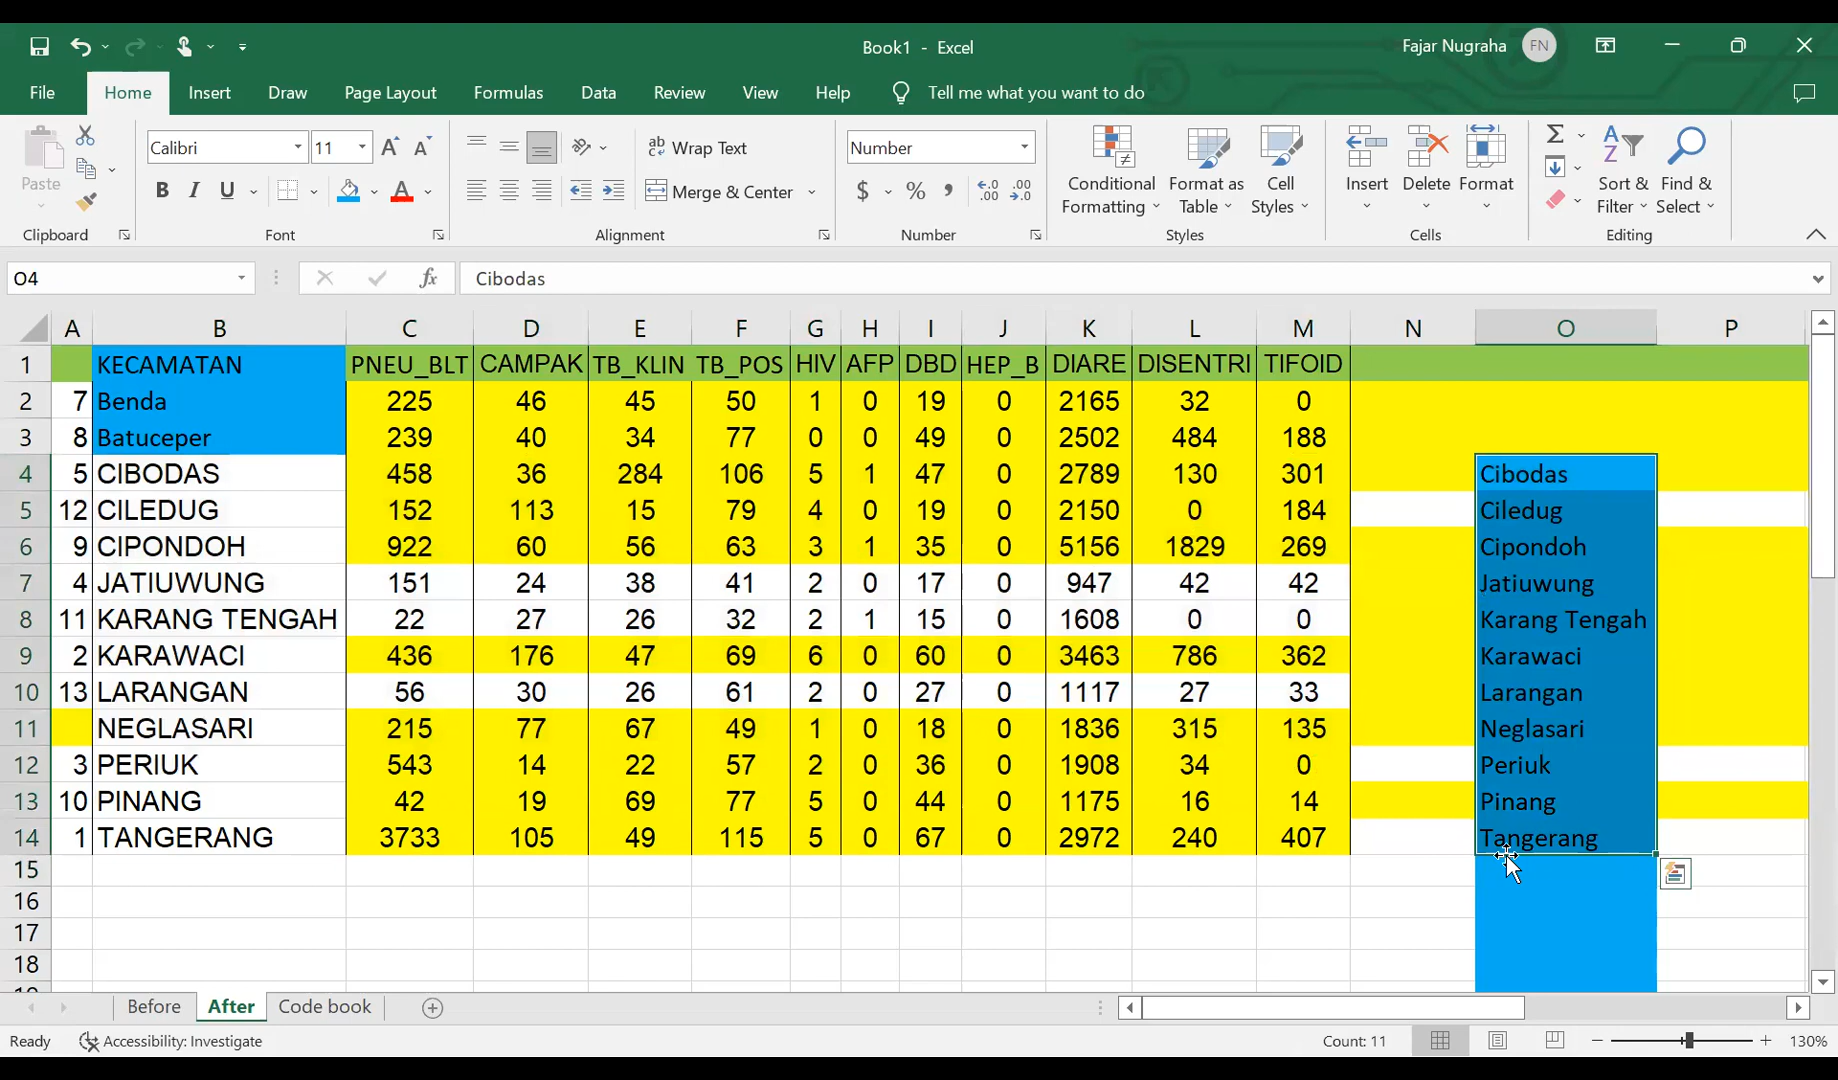 Book1 - Excel
Fajar Nugraha FN
File Home Insert Draw Page Layout Formulas Data Review View Help Tell me what you want to do
Paste
Clipboard
Calibri 11
B I U A
Font
ab Wrap Text
Merge & Center
Alignment
Number
$ % 9
Number
Conditional Formatting
Format as Table
Cell Styles
Styles
Insert Delete Format
Cells
Sort & Filter
Find & Select
Editing
O4 fx Cibodas
A B C D E F G H I J K L M N O P
1 KECAMATAN PNEU_BLT CAMPAK TB_KLIN TB_POS HIV AFP DBD HEP_B DIARE DISENTRI TIFOID
2 7 Benda 225 46 45 50 1 0 19 0 2165 32 0
3 8 Batuceper 239 40 34 77 0 0 49 0 2502 484 188
4 5 CIBODAS 458 36 284 106 5 1 47 0 2789 130 301 Cibodas
5 12 CILEDUG 152 113 15 79 4 0 19 0 2150 0 184 Ciledug
6 9 CIPONDOH 922 60 56 63 3 1 35 0 5156 1829 269 Cipondoh
7 4 JATIUWUNG 151 24 38 41 2 0 17 0 947 42 42 Jatiuwung
8 11 KARANG TENGAH 22 27 26 32 2 1 15 0 1608 0 0 Karang Tengah
9 2 KARAWACI 436 176 47 69 6 0 60 0 3463 786 362 Karawaci
10 13 LARANGAN 56 30 26 61 2 0 27 0 1117 27 33 Larangan
11 NEGLASARI 215 77 67 49 1 0 18 0 1836 315 135 Neglasari
12 3 PERIUK 543 14 22 57 2 0 36 0 1908 34 0 Periuk
13 10 PINANG 42 19 69 77 5 0 44 0 1175 16 14 Pinang
14 1 TANGERANG 3733 105 49 115 5 0 67 0 2972 240 407 Tangerang
15
16
17
18
Before After Code book
Ready Accessibility: Investigate Count: 11 130%